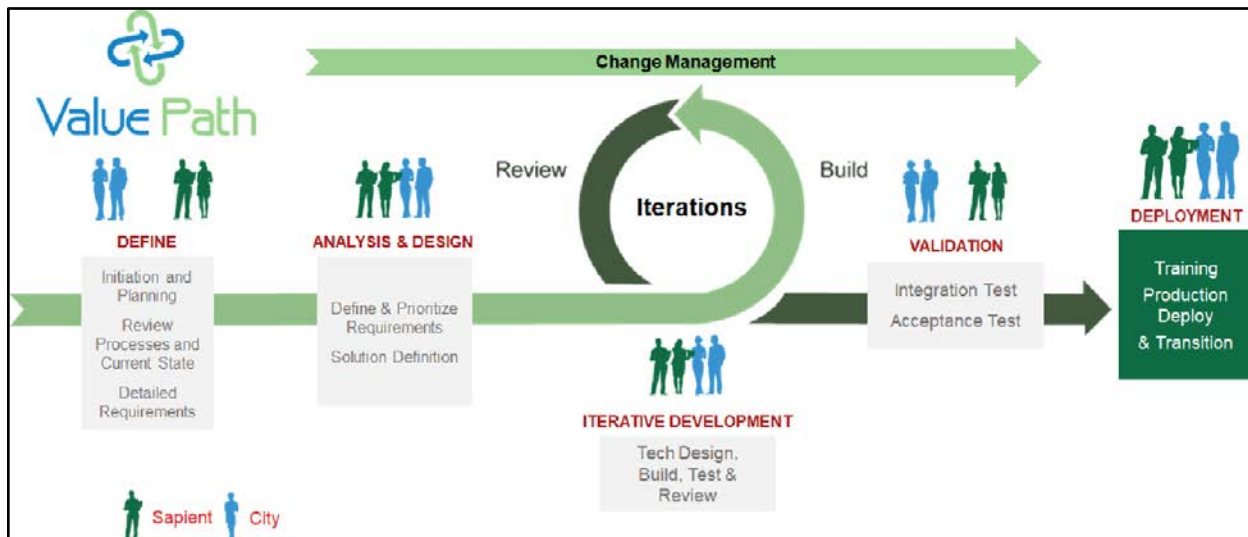 Value Path
Change Management
Review
Build
Iterations
DEFINE
Initiation and
Planning
Review
Processes and
Current State
Detailed
Requirements
ANALYSIS & DESIGN
Define & Prioritize
Requirements
Solution Definition
ITERATIVE DEVELOPMENT
Tech Design,
Build, Test &
Review
VALIDATION
Integration Test
Acceptance Test
DEPLOYMENT
Training
Production
Deploy
& Transition
Sapient
City